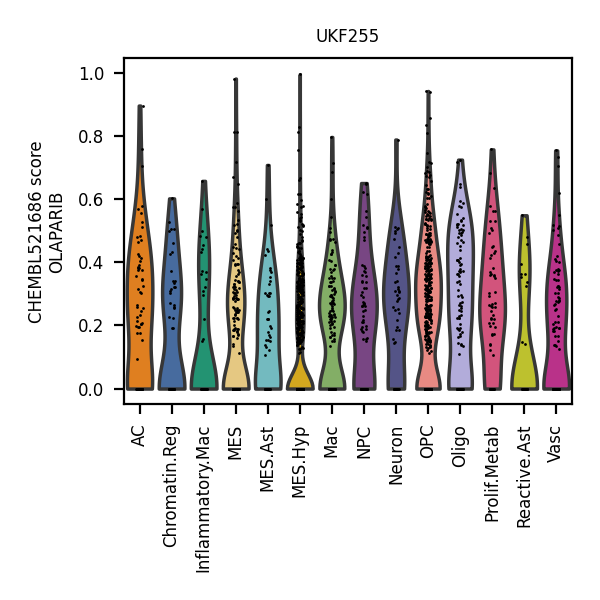 UKF255
CHEMBL521686 score
OLAPARIB
1.0
0.8
0.6
0.4
0.2
0.0
AC
Chromatin.Reg
Inflammatory.Mac
MES
MES.Ast
MES.Hyp
Mac
NPC
Neuron
OPC
Oligo
Prolif.Metab
Reactive.Ast
Vasc